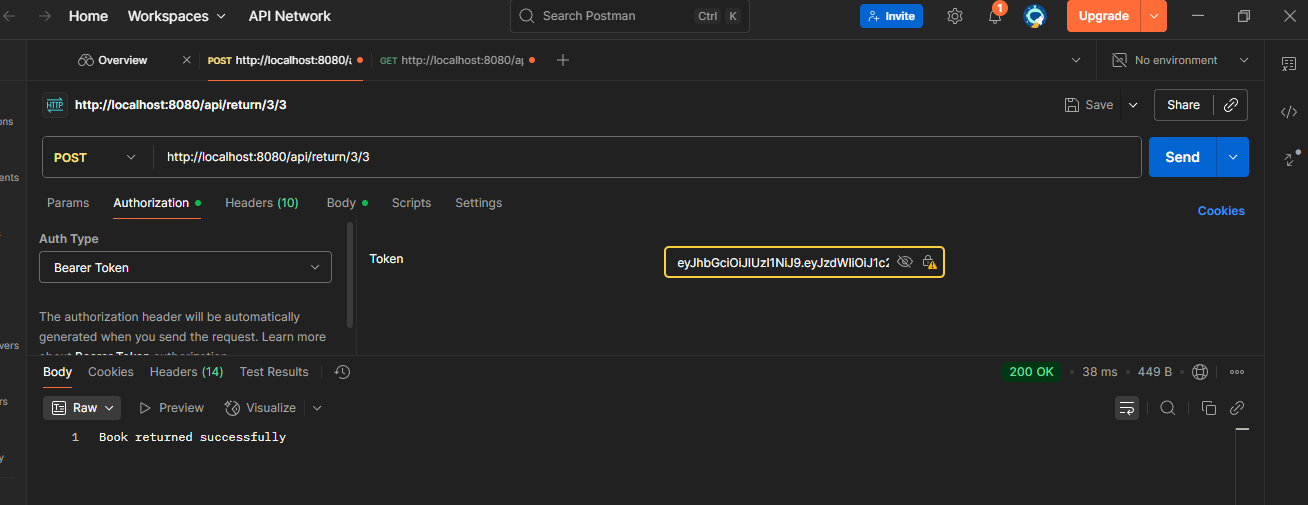 Home Workspaces API Network Search Postman Ctrl K Invite 1 Upgrade
Overview POST http://localhost:8080/a GET http://localhost:8080/ap No environment
HTTP http://localhost:8080/api/return/3/3 Save Share
ons
POST http://localhost:8080/api/return/3/3 Send
ents
Params Authorization Headers (10) Body Scripts Settings Cookies
Auth Type
Bearer Token
Token
The authorization header will be automatically
generated when you send the request. Learn more
about Bearer Token authorization.
vers
Body Cookies Headers (14) Test Results 200 OK 38 ms 449 B
rs
Raw Preview Visualize
1 Book returned successfully
y